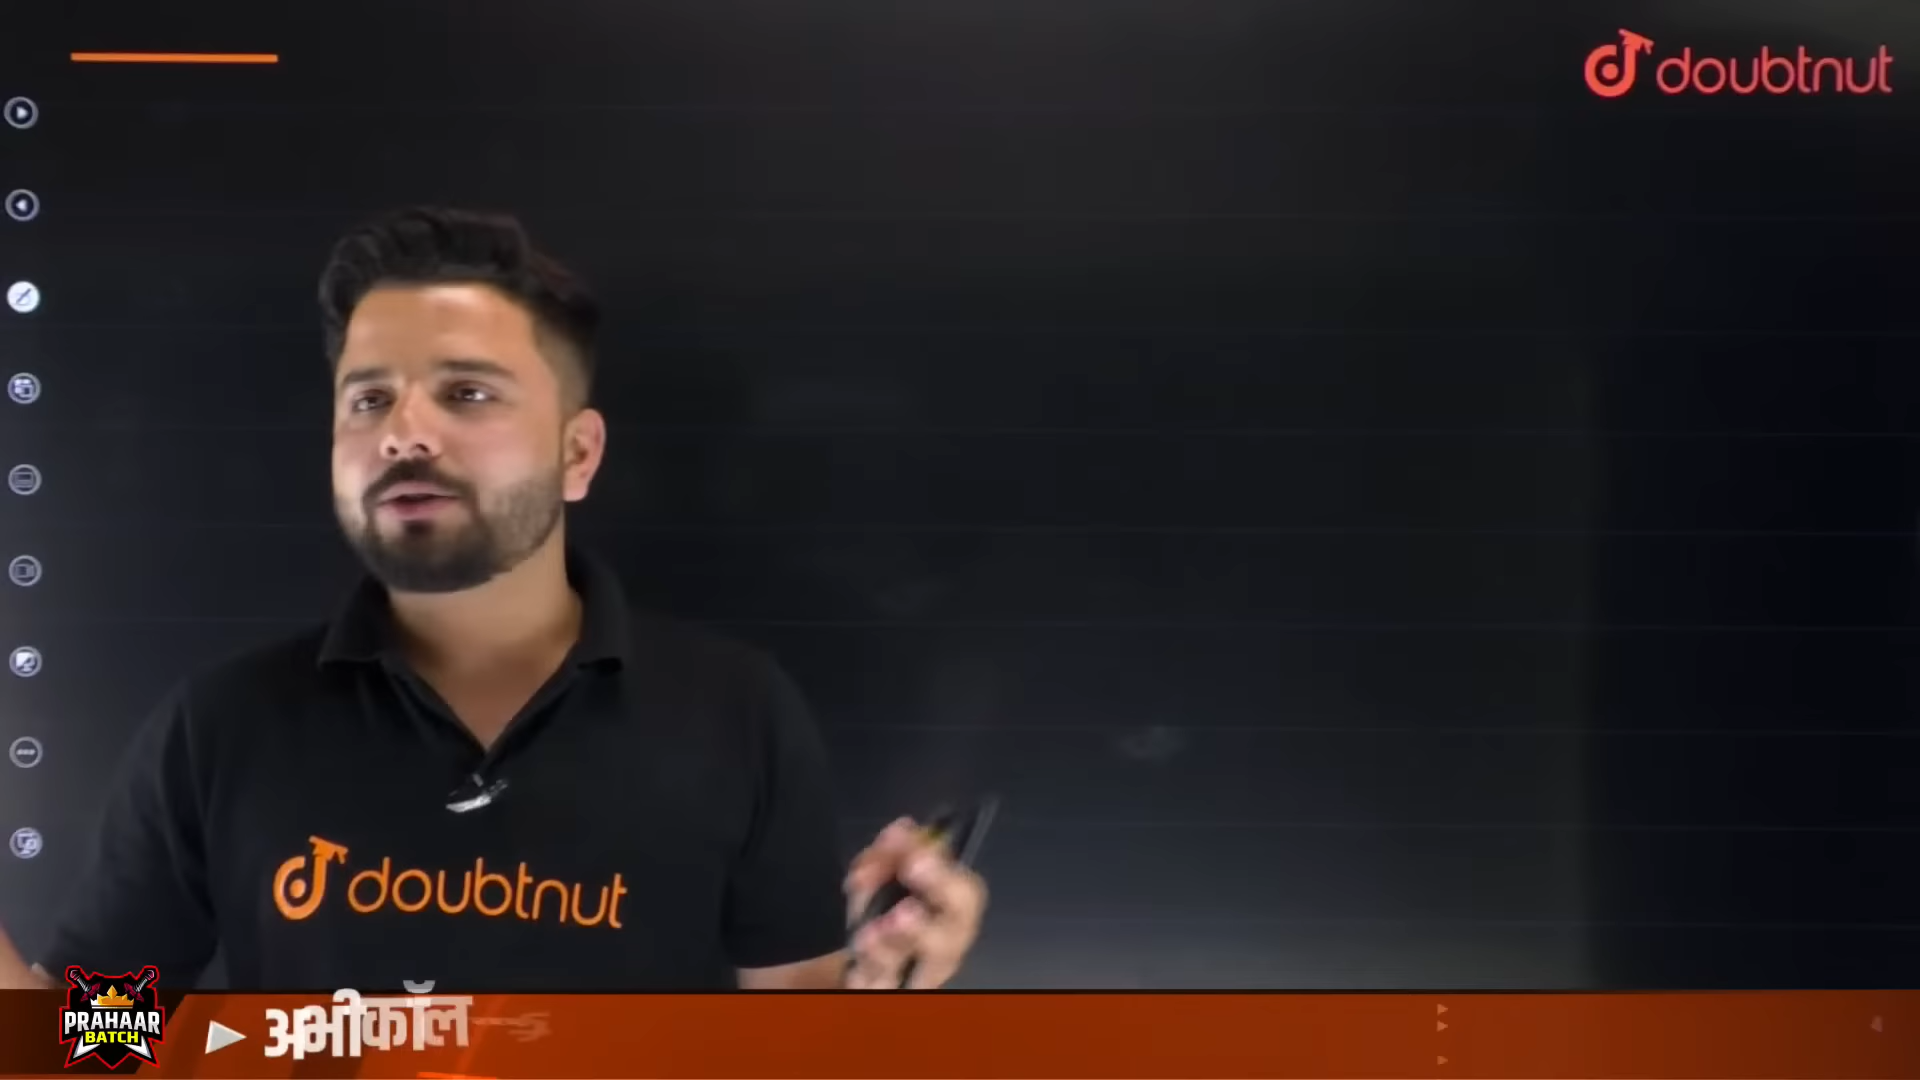 doubtnut
doubtnut
PRAHAAR
BATCH
अभी कॉल